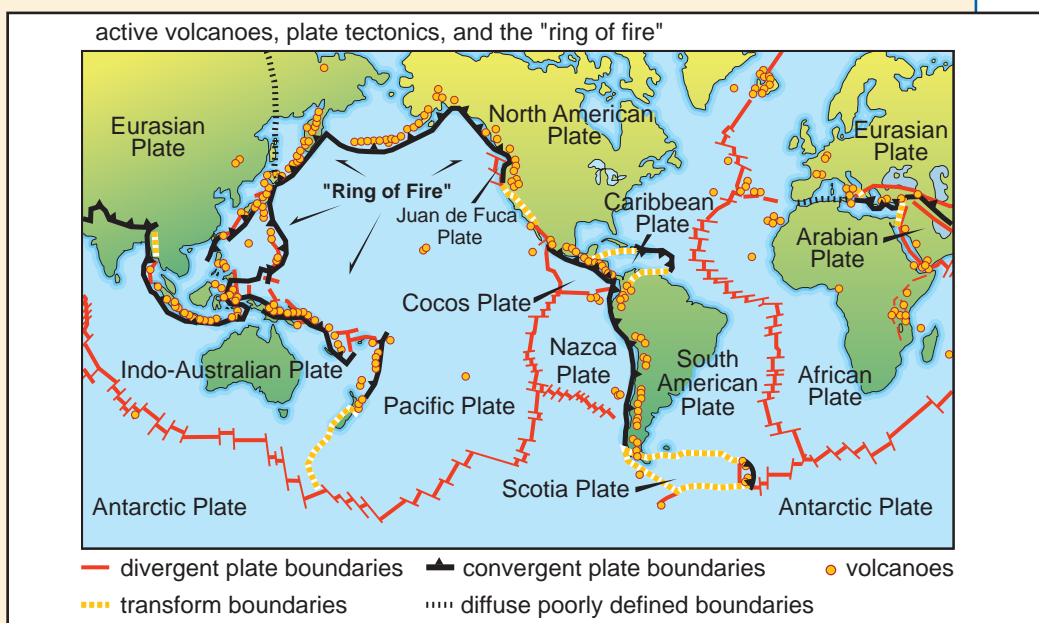 active volcanoes, plate tectonics, and the "ring of fire"
Eurasian
Plate
North American
Plate
Eurasian
Plate
"Ring of Fire"
Juan de Fuca
Plate
Caribbean
Plate
Arabian
Plate
Cocos Plate
Indo-Australian Plate
Nazca
Plate
South
American
Plate
African
Plate
Pacific Plate
Scotia Plate
Antarctic Plate
Antarctic Plate
divergent plate boundaries
convergent plate boundaries
volcanoes
transform boundaries
diffuse poorly defined boundaries